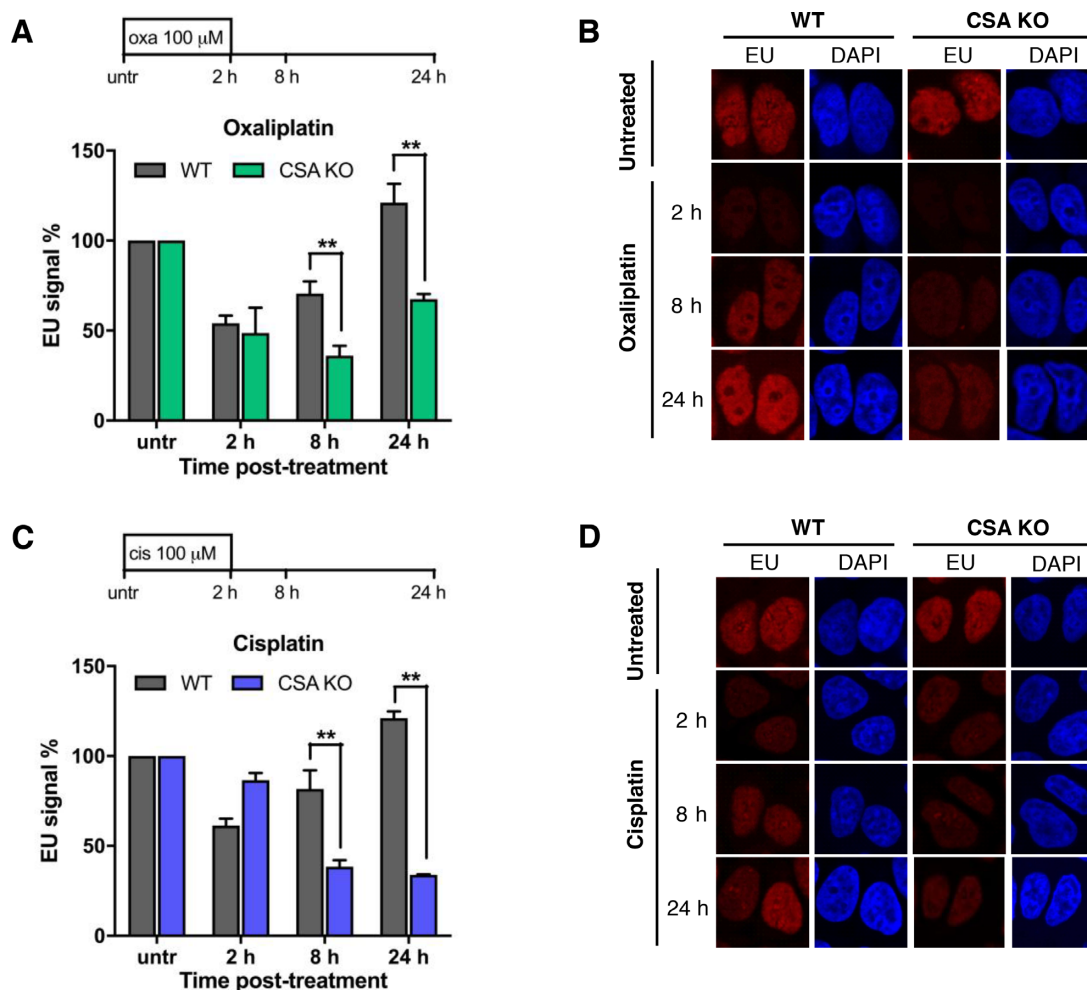 A
oxa 100 μM
untr 2 h 8 h 24 h
Oxaliplatin
WT CSA KO
EU signal %
150
100
50
0
**
**
untr 2 h 8 h 24 h
Time post-treatment
B
WT CSA KO
EU DAPI EU DAPI
Untreated
Oxaliplatin
2 h
8 h
24 h
C
cis 100 μM
untr 2 h 8 h 24 h
Cisplatin
WT CSA KO
EU signal %
150
100
50
0
**
**
untr 2 h 8 h 24 h
Time post-treatment
D
WT CSA KO
EU DAPI EU DAPI
Untreated
Cisplatin
2 h
8 h
24 h